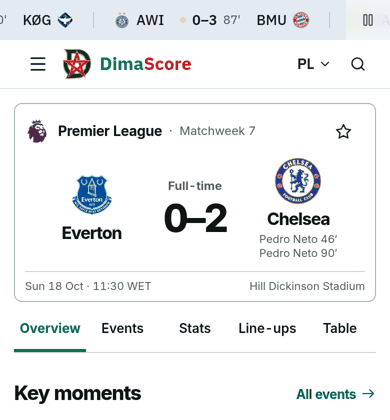 0' KØG AWI 0–3 87' BMU
DimaScore PL
Premier League · Matchweek 7
Full-time
0–2
Everton
Chelsea
Pedro Neto 46'
Pedro Neto 90'
Sun 18 Oct · 11:30 WET Hill Dickinson Stadium
Overview Events Stats Line-ups Table
Key moments All events →